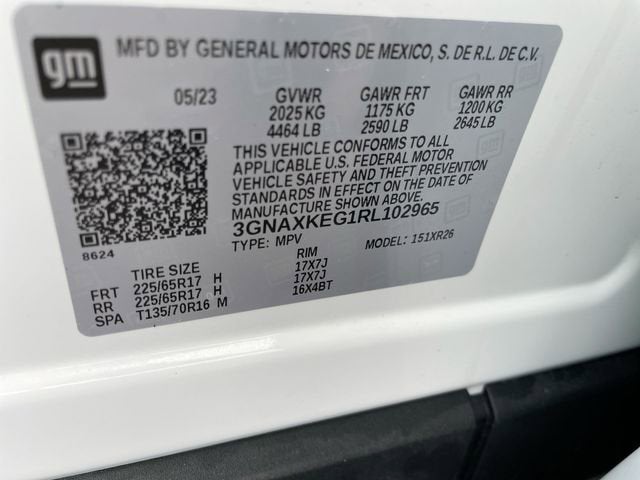 gm
MFD BY GENERAL MOTORS DE MEXICO, S. DE R.L. DE C.V.
05/23 GVWR GAWR FRT GAWR RR
2025 KG 1175 KG 1200 KG
4464 LB 2590 LB 2645 LB
THIS VEHICLE CONFORMS TO ALL
APPLICABLE U.S. FEDERAL MOTOR
VEHICLE SAFETY AND THEFT PREVENTION
STANDARDS IN EFFECT ON THE DATE OF
MANUFACTURE SHOWN ABOVE.
3GNAXKEG1RL102965
TYPE: MPV MODEL: 151XR26
8624
TIRE SIZE RIM
FRT 225/65R17 H 17X7J
RR 225/65R17 H 17X7J
SPA T135/70R16 M 16X4BT